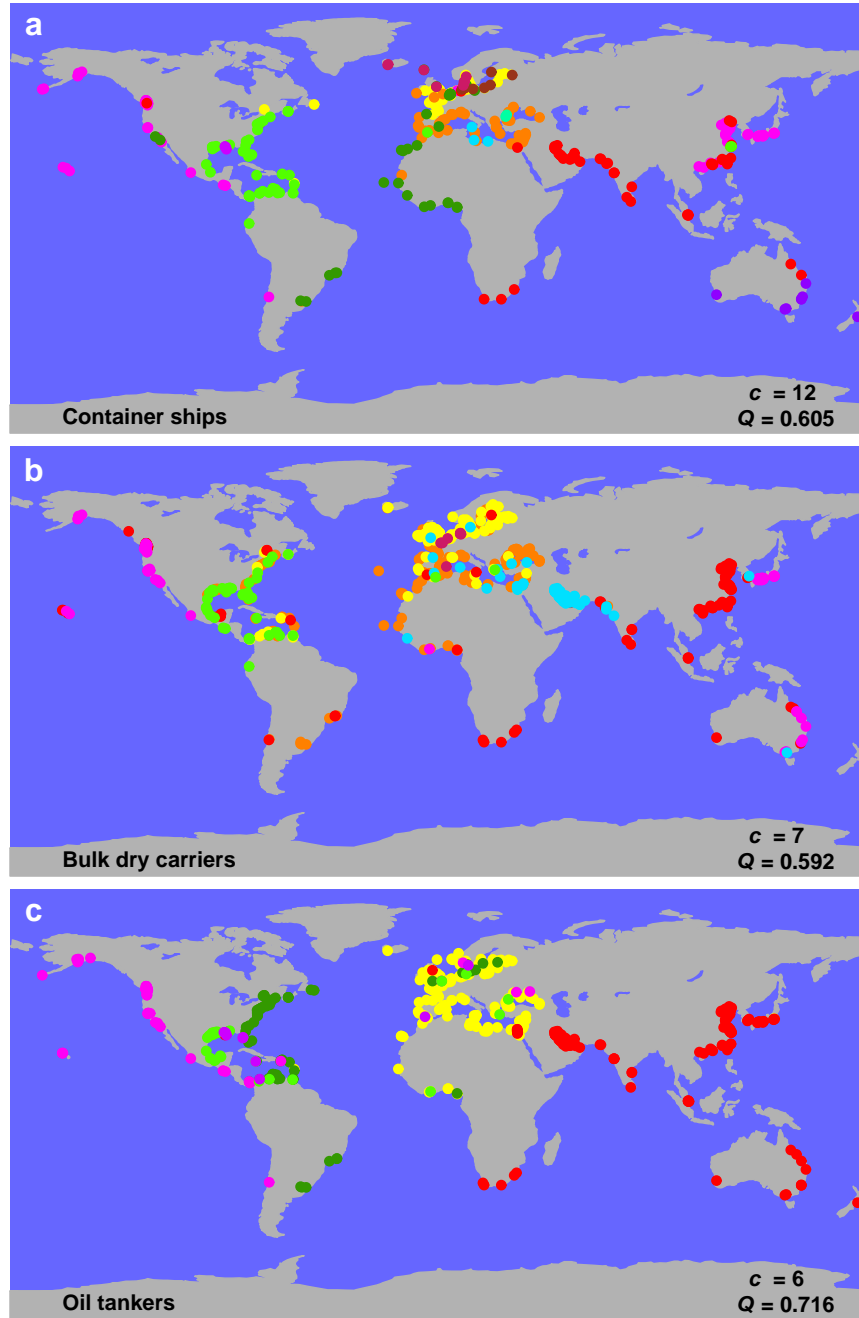 a
c = 12
Container ships
Q = 0.605
b
c = 7
Bulk dry carriers
Q = 0.592
c
c = 6
Oil tankers
Q = 0.716